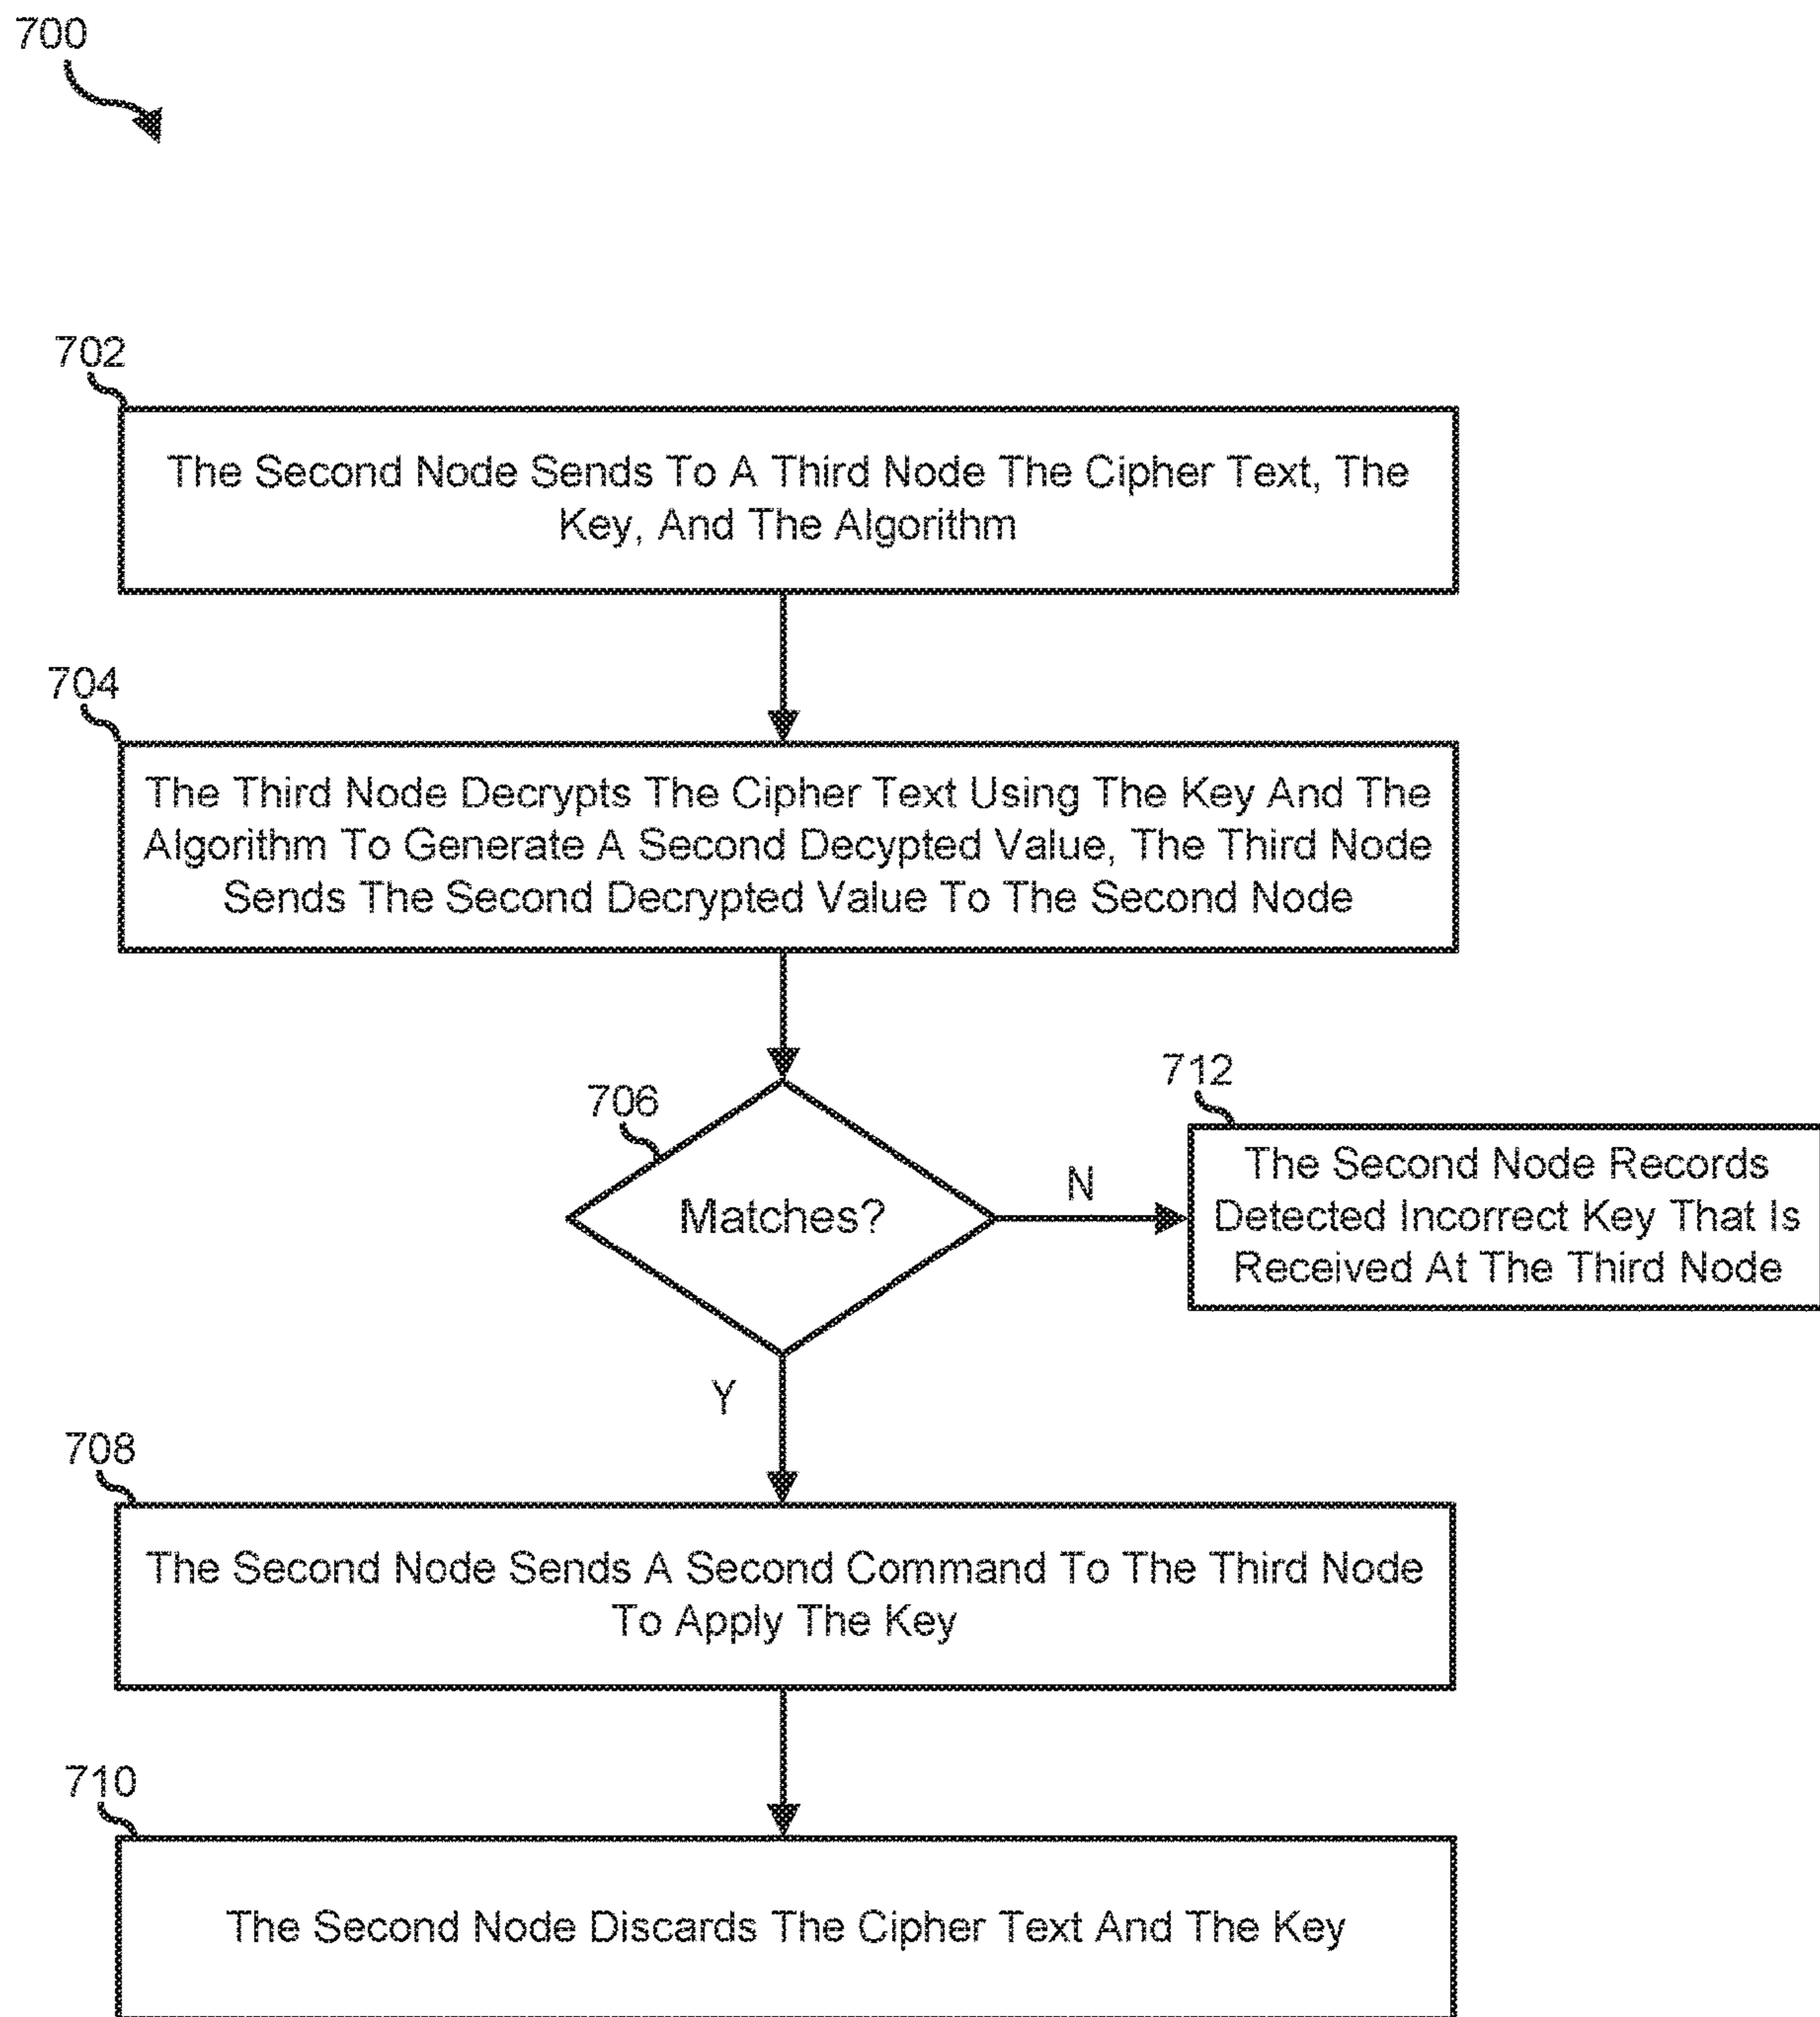 700
702
The Second Node Sends To A Third Node The Cipher Text, The
Key, And The Algorithm
704
The Third Node Decrypts The Cipher Text Using The Key And The
Algorithm To Generate A Second Decypted Value, The Third Node
Sends The Second Decrypted Value To The Second Node
706
Matches?
N
712
The Second Node Records
Detected Incorrect Key That Is
Received At The Third Node
Y
708
The Second Node Sends A Second Command To The Third Node
To Apply The Key
710
The Second Node Discards The Cipher Text And The Key